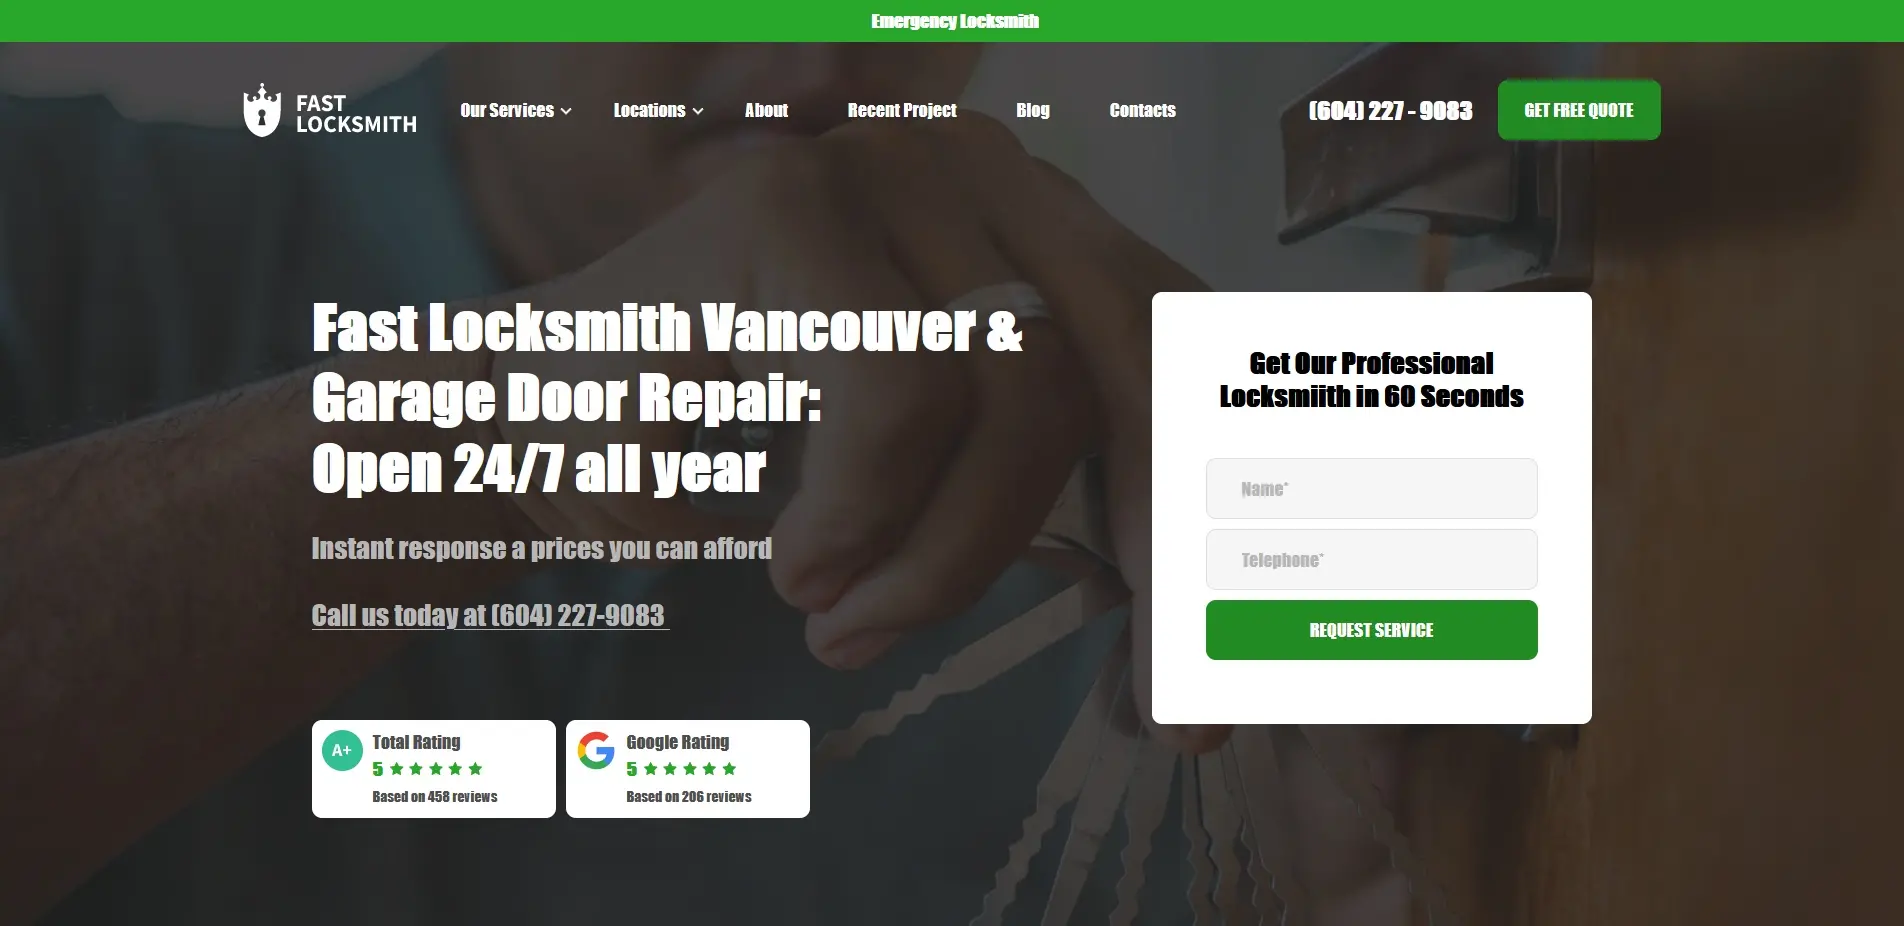 Emergency Locksmith
FAST
LOCKSMITH
Our Services
Locations
About
Recent Project
Blog
Contacts
(604) 227 - 9083
GET FREE QUOTE
Fast Locksmith Vancouver &
Garage Door Repair:
Open 24/7 all year
Instant response a prices you can afford
Call us today at (604) 227-9083
Get Our Professional
Locksmiith in 60 Seconds
Name*
Telephone*
REQUEST SERVICE
A+
Total Rating
5
Based on 458 reviews
G
Google Rating
5
Based on 206 reviews